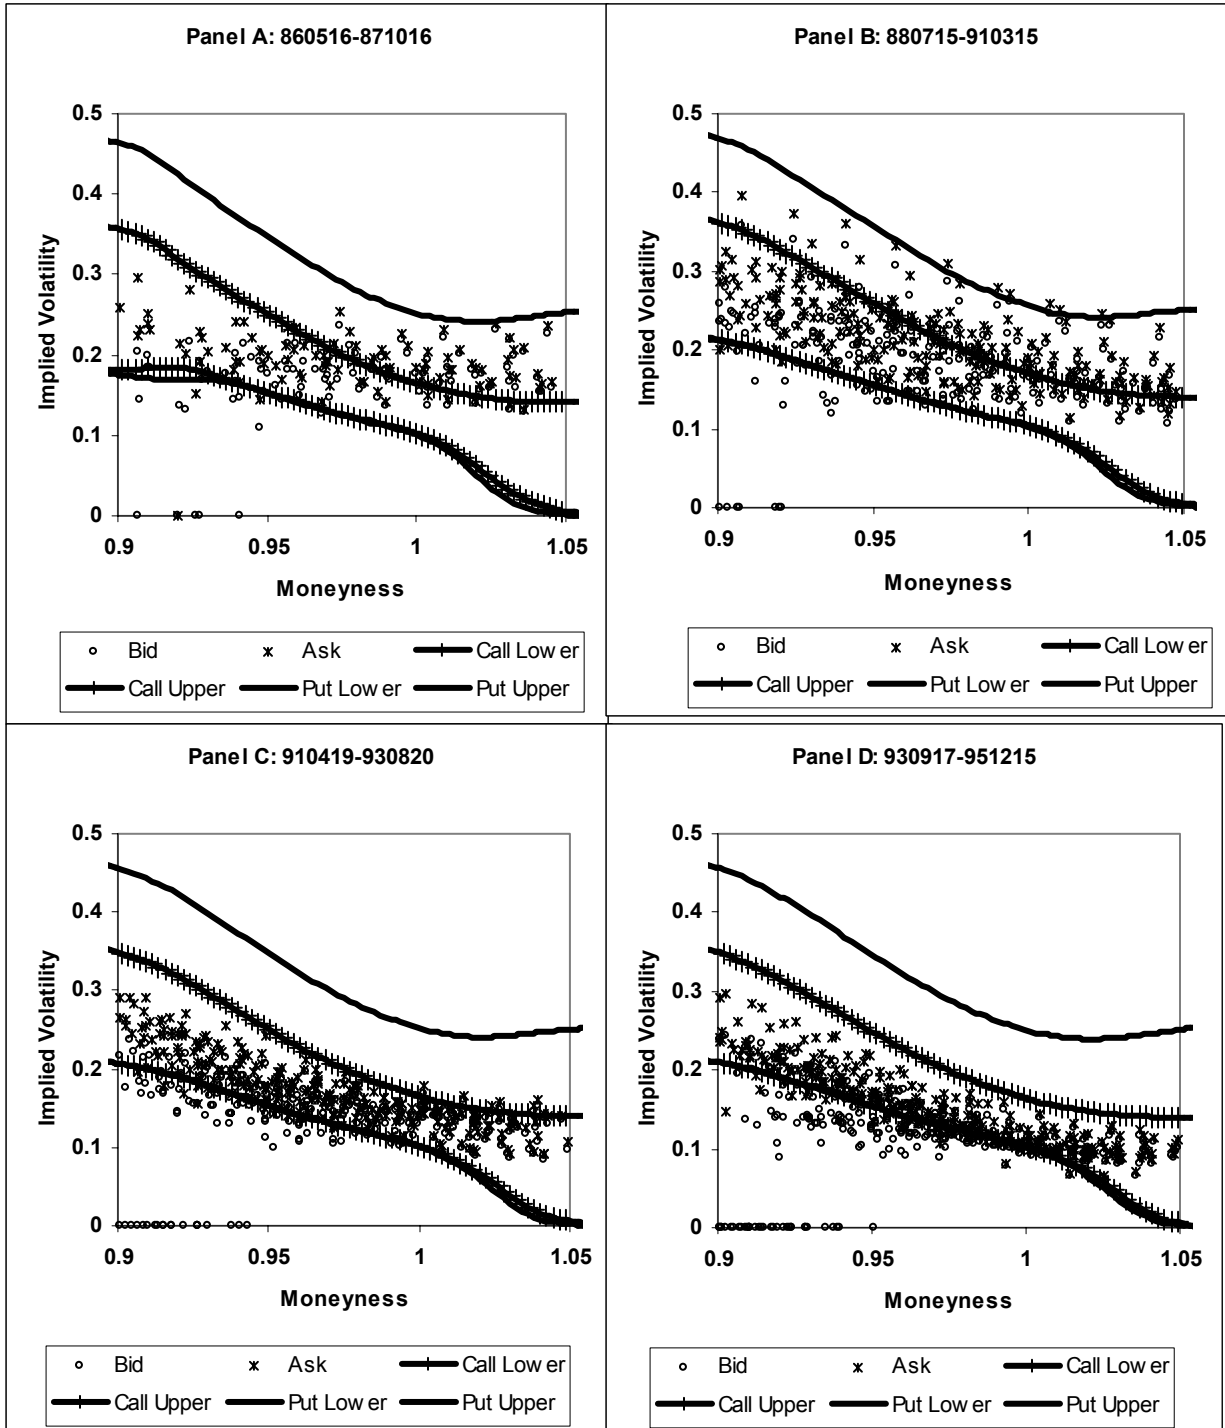 Panel A: 860516-871016
0.5
0.4
0.3
0.2
0.1
0
Implied Volatility
0.9 0.95 1 1.05
Moneyness
Bid Ask Call Lower
Call Upper Put Lower Put Upper
Panel B: 880715-910315
0.5
0.4
0.3
0.2
0.1
0
Implied Volatility
0.9 0.95 1 1.05
Moneyness
Bid Ask Call Lower
Call Upper Put Lower Put Upper
Panel C: 910419-930820
0.5
0.4
0.3
0.2
0.1
0
Implied Volatility
0.9 0.95 1 1.05
Moneyness
Bid Ask Call Lower
Call Upper Put Lower Put Upper
Panel D: 930917-951215
0.5
0.4
0.3
0.2
0.1
0
Implied Volatility
0.9 0.95 1 1.05
Moneyness
Bid Ask Call Lower
Call Upper Put Lower Put Upper